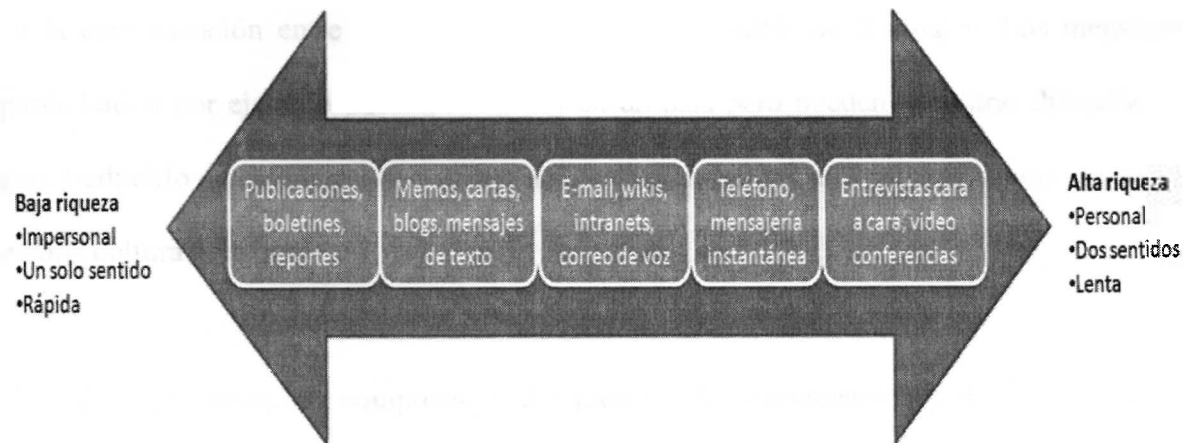 Baja riqueza
•Impersonal
•Un solo sentido
•Rápida
Publicaciones,
boletines,
reportes
Memos, cartas,
blogs, mensajes
de texto
E-mail, wikis,
intranets,
correo de voz
Teléfono,
mensajería
instantánea
Entrevistas cara
a cara, video
conferencias
Alta riqueza
•Personal
•Dos sentidos
•Lenta